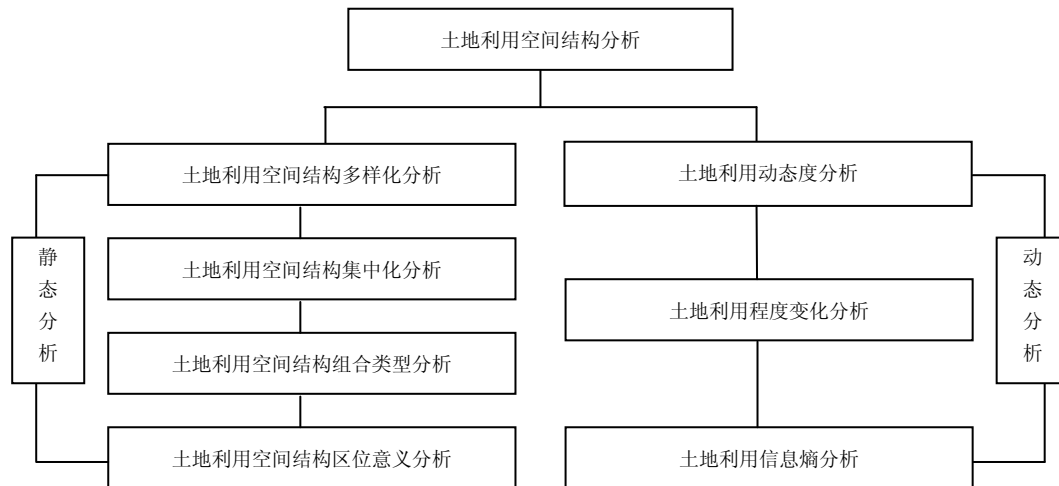 土地利用空间结构分析
土地利用空间结构多样化分析
土地利用动态度分析
静态分析
土地利用空间结构集中化分析
动态分析
土地利用程度变化分析
土地利用空间结构组合类型分析
土地利用空间结构区位意义分析
土地利用信息熵分析